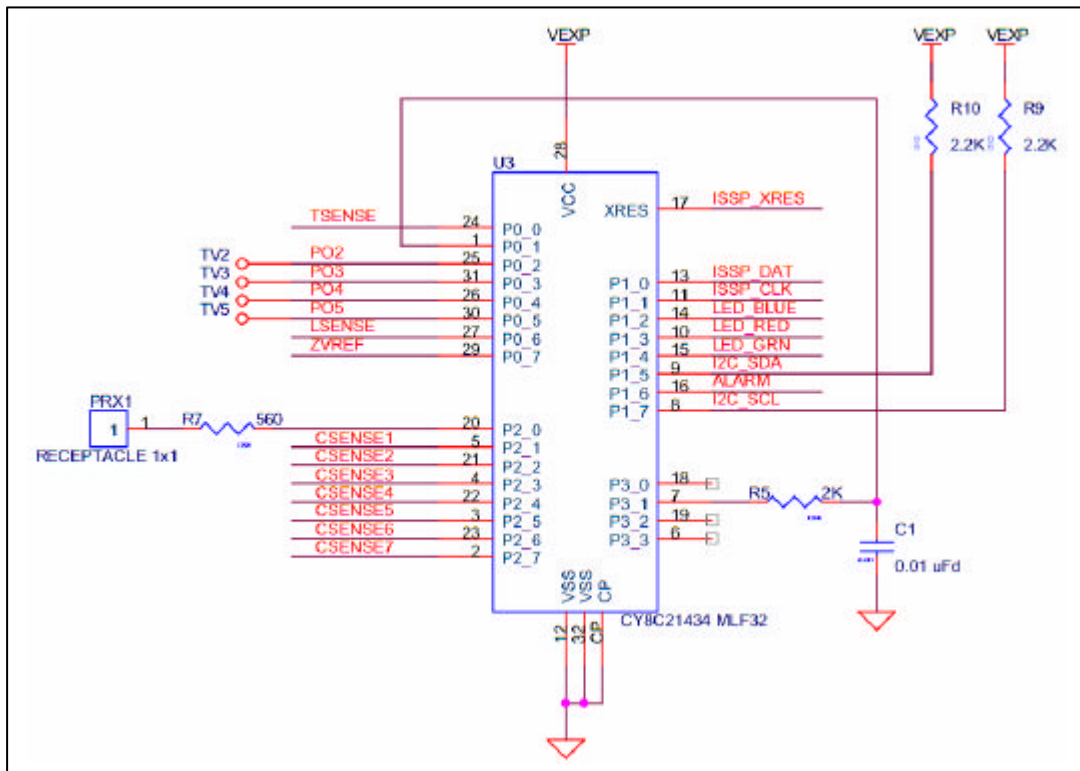 VEXP VEXP VEXP
R10 R9
2.2K 2.2K
U3
28
VCC
TSENSE 24 P0_0 XRES 17 ISSP_XRES
1 P0_1
TV2 PO2 25 P0_2
TV3 PO3 31 P0_3 P1_0 13 ISSP_DAT
TV4 PO4 26 P0_4 P1_1 11 ISSP_CLK
TV5 PO5 30 P0_5 P1_2 14 LED_BLUE
LSENSE 27 P0_6 P1_3 10 LED_RED
ZVREF 29 P0_7 P1_4 15 LED_GRN
P1_5 9 I2C_SDA
P1_6 16 ALARM
P1_7 8 I2C_SCL
PRX1
1 1 R7 560 20 P2_0
RECEPTACLE 1x1
CSENSE1 5 P2_1
CSENSE2 21 P2_2
CSENSE3 4 P2_3 P3_0 18
CSENSE4 22 P2_4 P3_1 7 R5 2K
CSENSE5 3 P2_5 P3_2 19
CSENSE6 23 P2_6 P3_3 6
CSENSE7 2 P2_7
C1
0.01 uFd
VSS VSS CP
CY8C21434 MLF32
12 32 CP